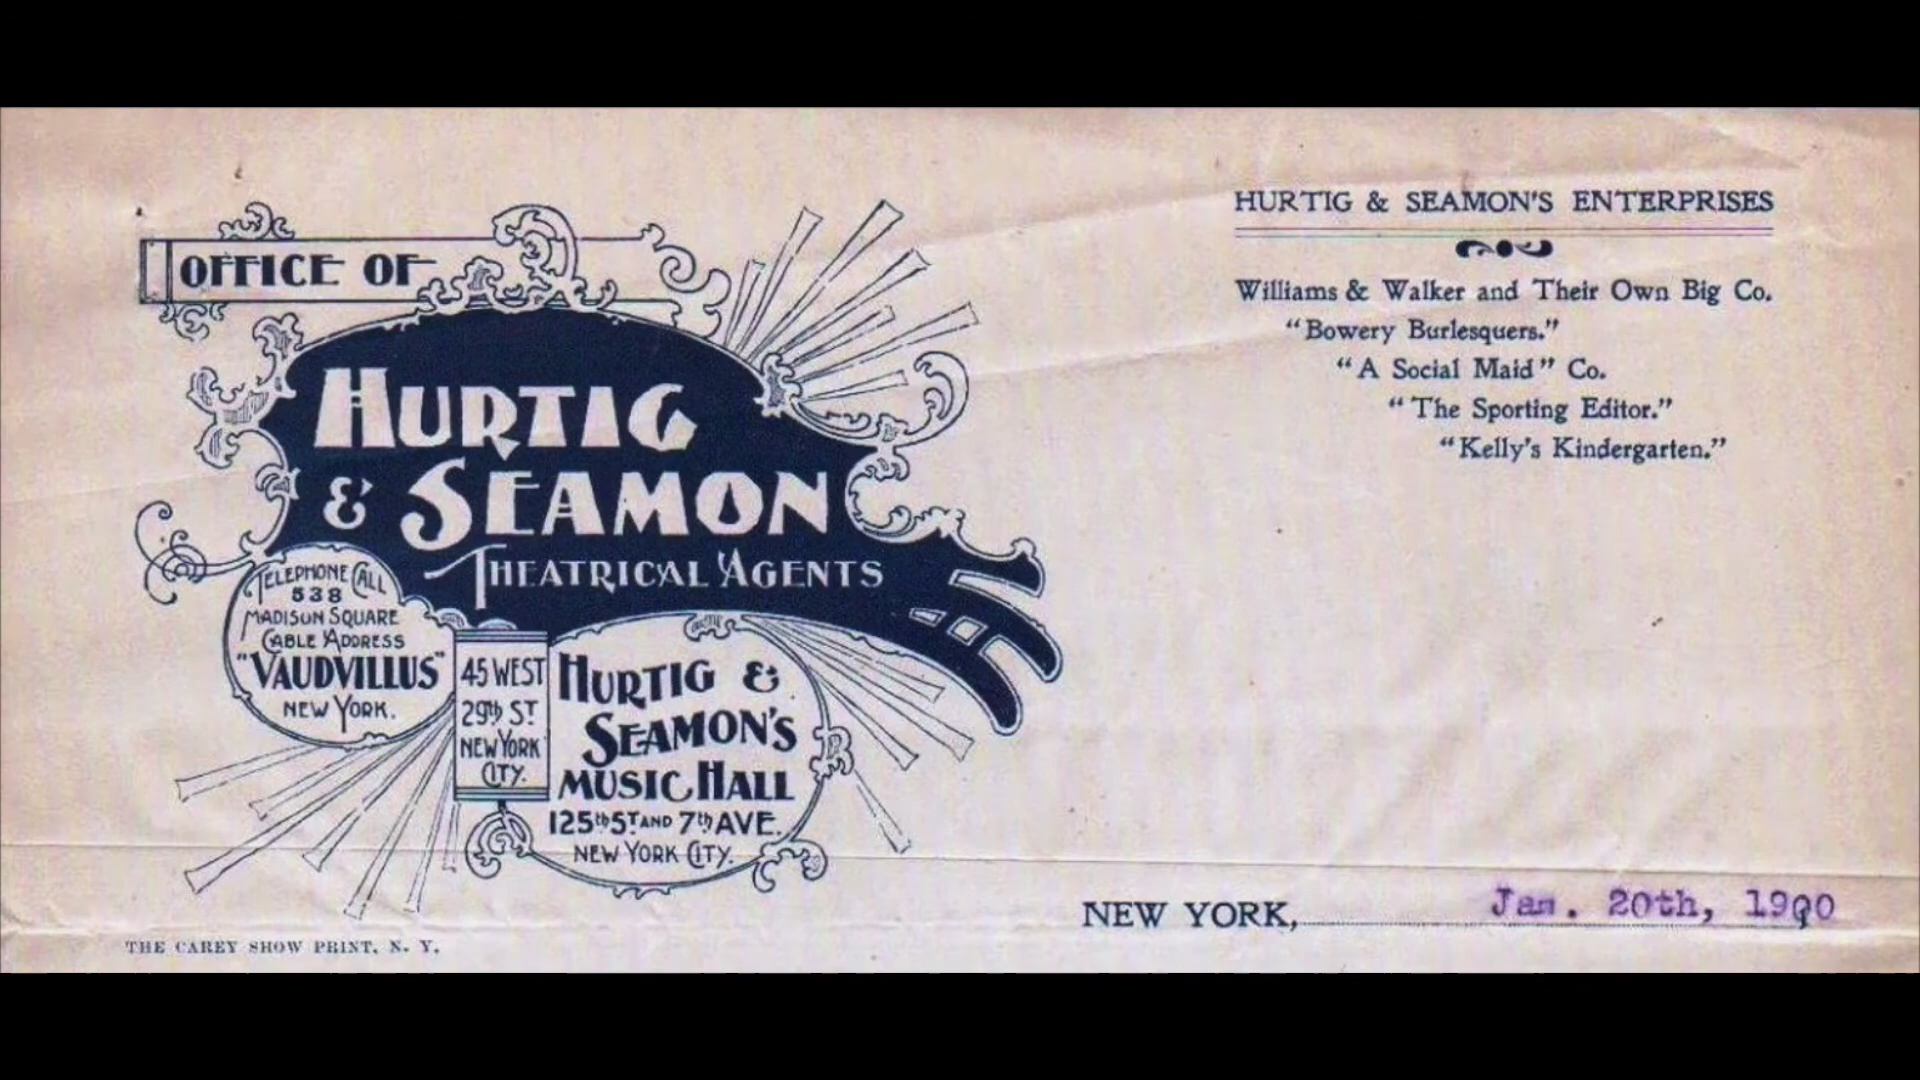 OFFICE OF
HURTIG
& SEAMON
THEATRICAL AGENTS
TELEPHONE CALL
538
MADISON SQUARE
CABLE ADDRESS
"VAUDVILLUS"
NEW YORK.
45 WEST
29th ST
NEW YORK
CITY.
HURTIG &
SEAMON'S
MUSIC HALL
125th ST AND 7th AVE.
NEW YORK CITY.
THE CAREY SHOW PRINT, N. Y.
HURTIG & SEAMON'S ENTERPRISES
Williams & Walker and Their Own Big Co.
"Bowery Burlesquers."
"A Social Maid" Co.
"The Sporting Editor."
"Kelly's Kindergarten."
NEW YORK, Jan. 20th, 1900